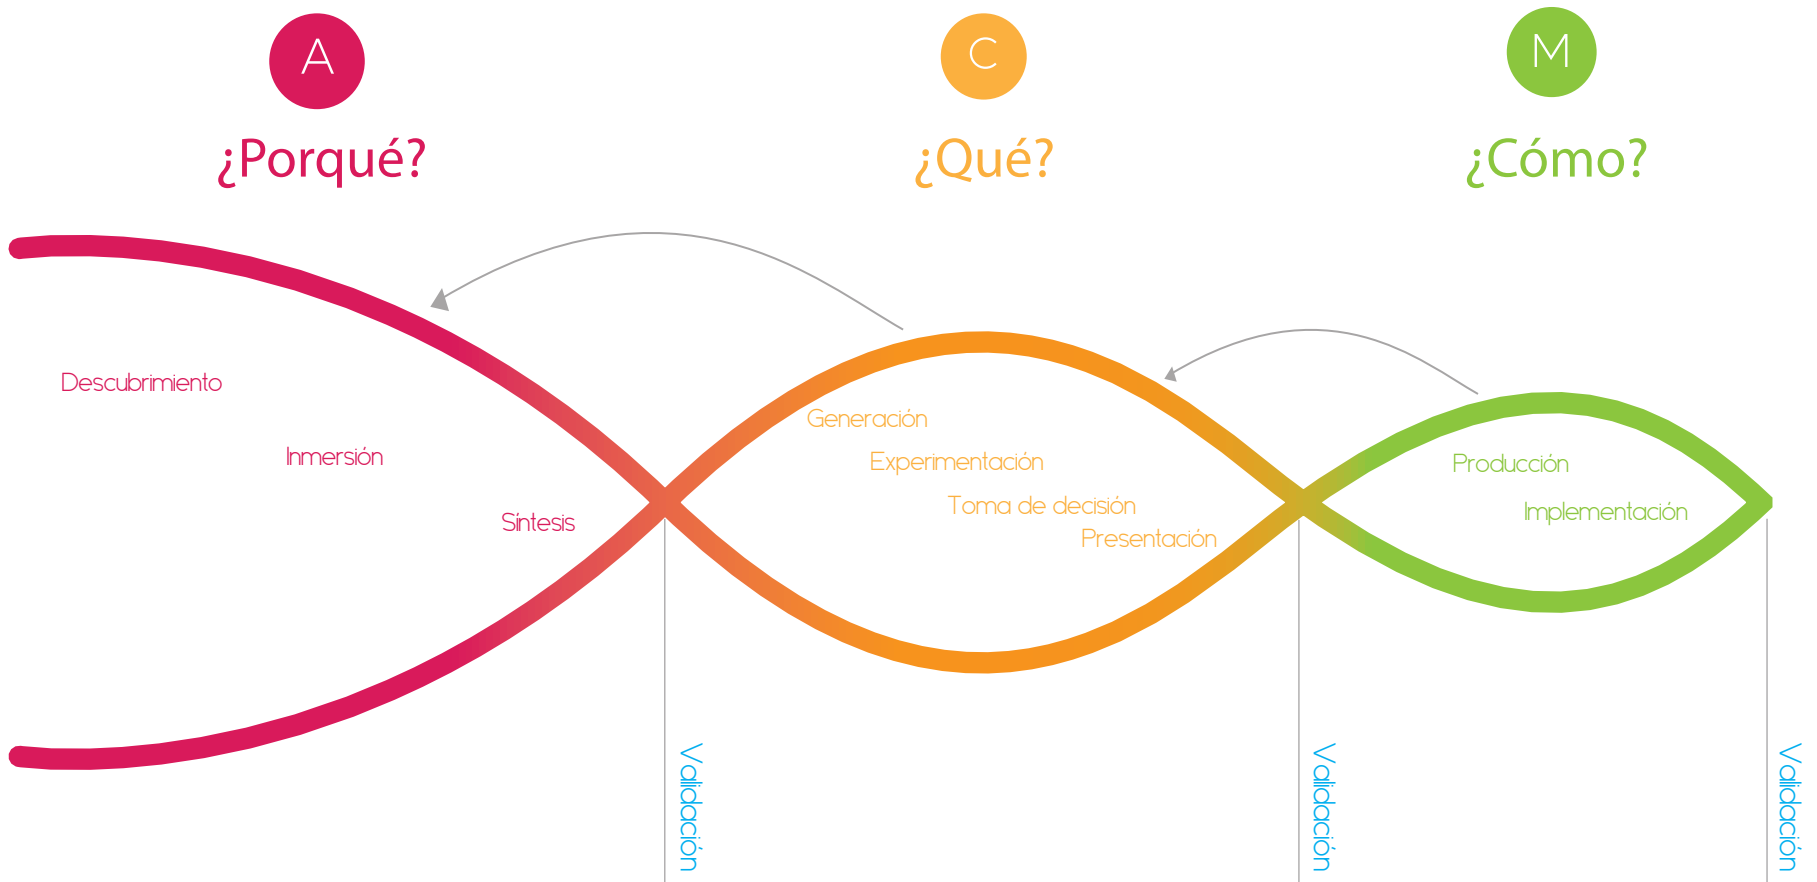 A
C
M
¿Porqué?
¿Qué?
¿Cómo?
Descubrimiento
Inmersión
Síntesis
Generación
Experimentación
Toma de decisión
Presentación
Producción
Implementación
Validación
Validación
Validación